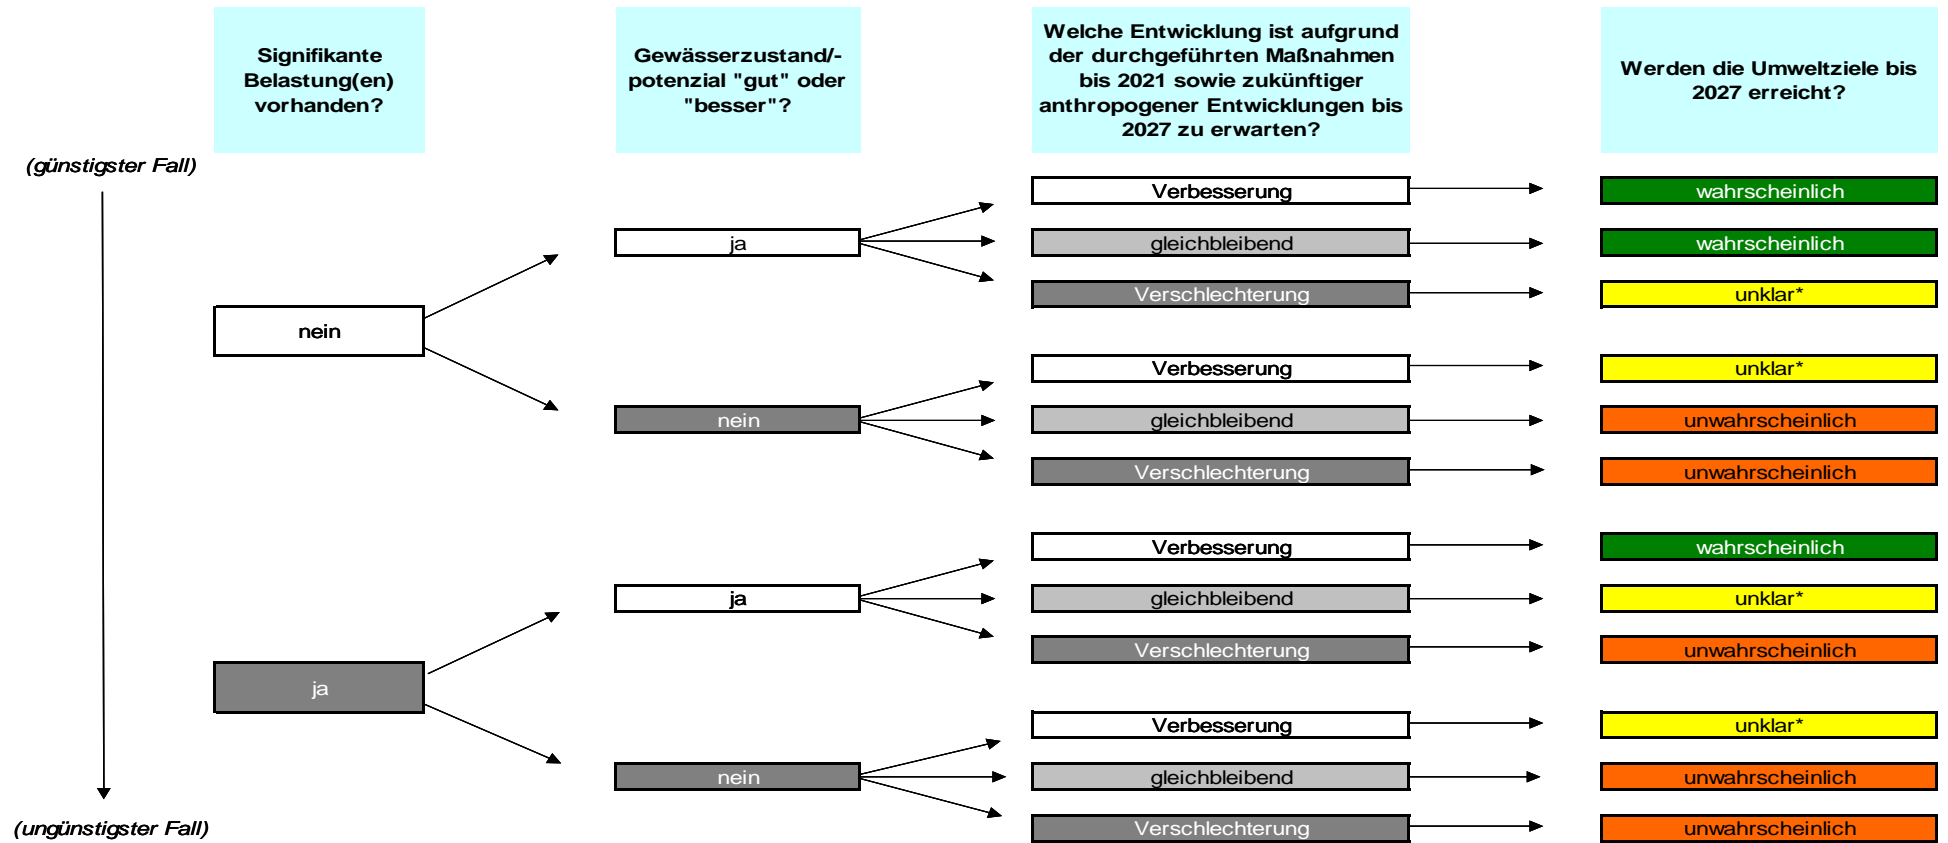 Signifikante
Belastung(en)
vorhanden?
Gewässerzustand/-
potenzial "gut" oder
"besser"?
Welche Entwicklung ist aufgrund
der durchgeführten Maßnahmen
bis 2021 sowie zukünftiger
anthropogener Entwicklungen bis
2027 zu erwarten?
Werden die Umweltziele bis
2027 erreicht?
(günstigster Fall)
nein
ja
Verbesserung
wahrscheinlich
gleichbleibend
wahrscheinlich
Verschlechterung
unklar*
nein
Verbesserung
unklar*
gleichbleibend
unwahrscheinlich
Verschlechterung
unwahrscheinlich
ja
ja
Verbesserung
wahrscheinlich
gleichbleibend
unklar*
Verschlechterung
unwahrscheinlich
nein
Verbesserung
unklar*
gleichbleibend
unwahrscheinlich
Verschlechterung
unwahrscheinlich
(ungünstigster Fall)